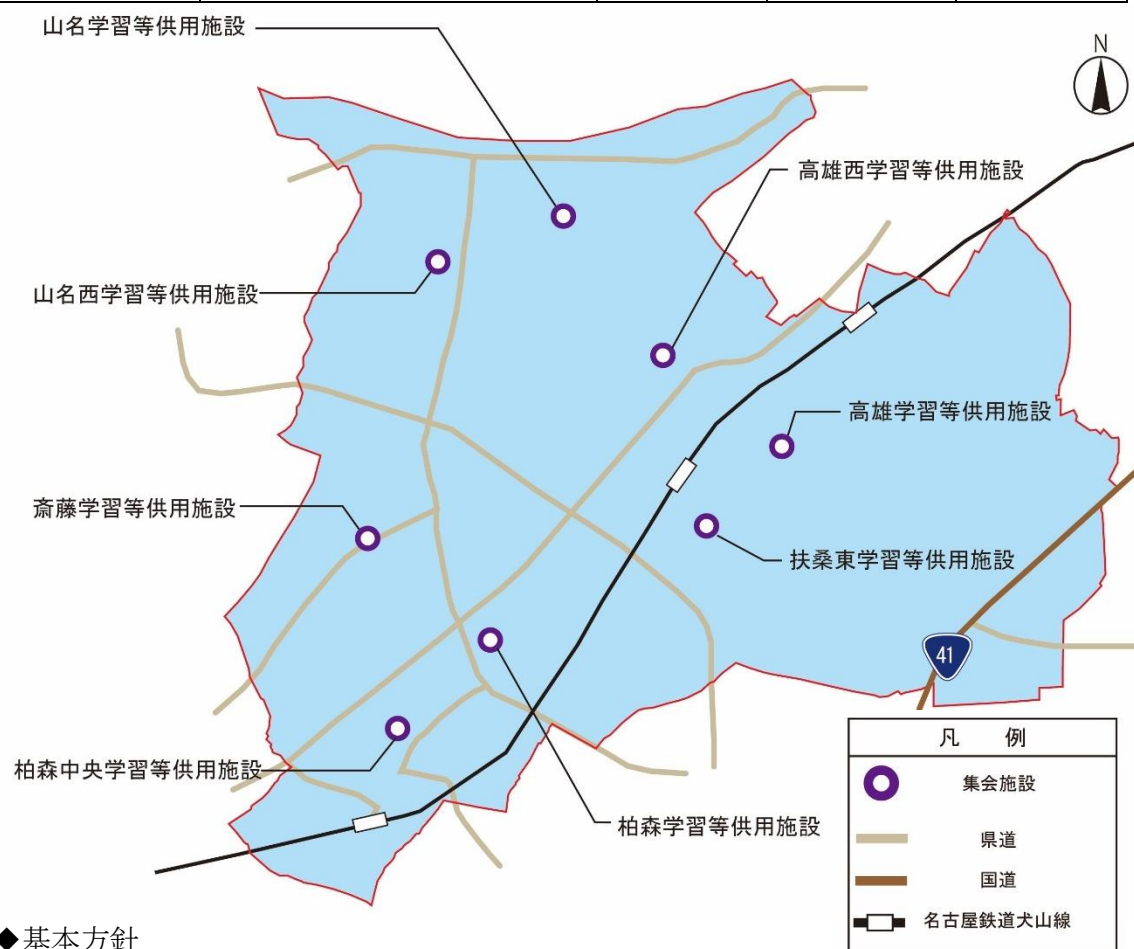 山名学習等供用施設
N
高雄西学習等供用施設
山名西学習等供用施設
高雄学習等供用施設
斎藤学習等供用施設
扶桑東学習等供用施設
41
柏森中央学習等供用施設
柏森学習等供用施設
凡 例
集会施設
県道
国道
名古屋鉄道犬山線
◆基本方針